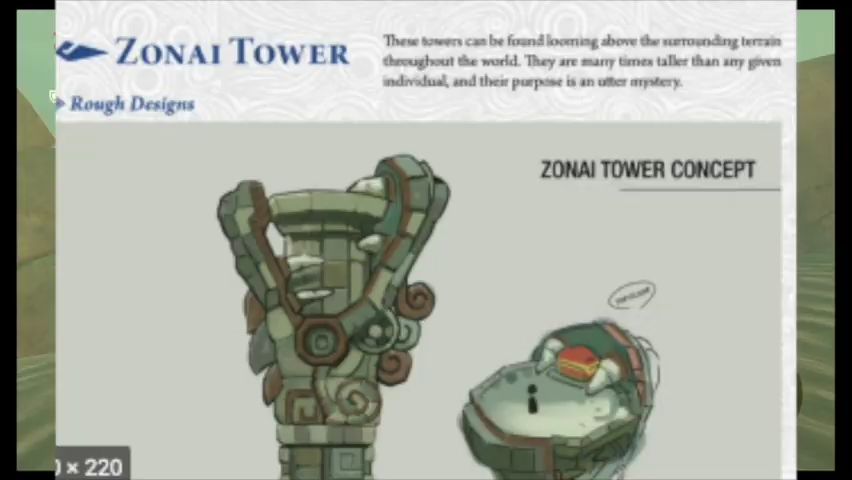 ZONAI TOWER
These towers can be found looming above the surrounding terrain
throughout the world. They are many times taller than any given
individual, and their purpose is an utter mystery.
Rough Designs
ZONAI TOWER CONCEPT
0 × 220